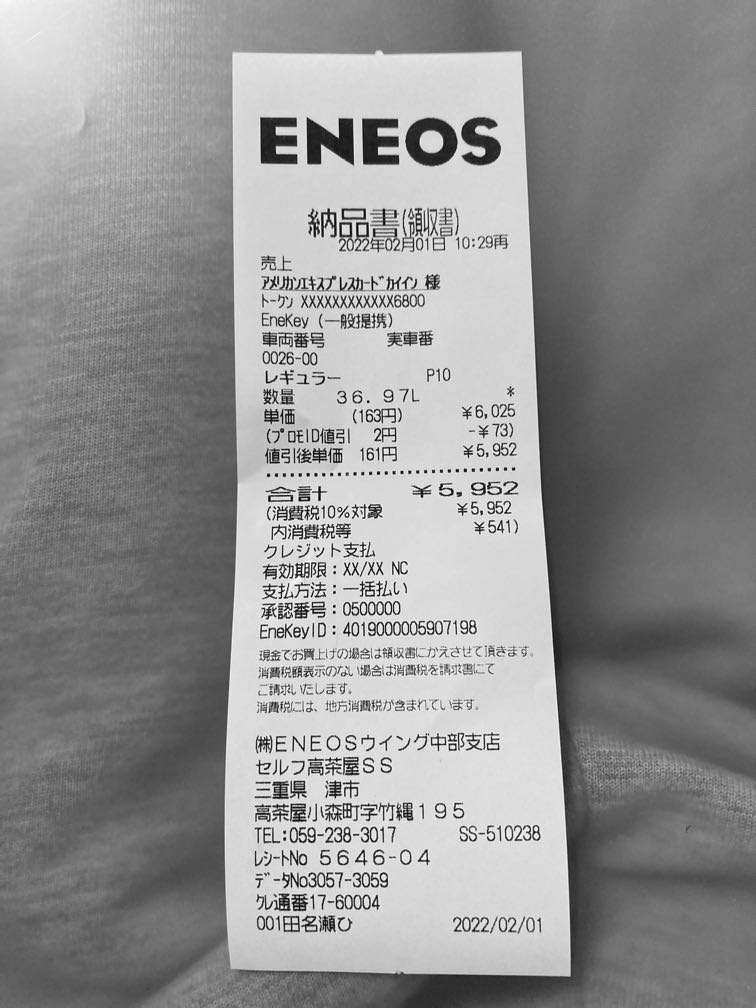 ENEOS
納品書(領収書)
2022年02月01日 10:29再
売上
ｱﾒﾘｶﾝｴｷｽﾌﾟﾚｽｶｰﾄﾞｶｲｲﾝ 様
ﾄｰｸﾝ XXXXXXXXXXXX6800
EneKey (一般提携)
車両番号 実車番
0026-00
レギュラー P10
数量 36.97L *
単価 (163円) ¥6,025
(ﾌﾟﾛﾓID値引 2円 -¥73)
値引後単価 161円 ¥5,952
合計 ¥5,952
(消費税10%対象 ¥5,952
内消費税等 ¥541)
クレジット支払
有効期限:XX/XX NC
支払方法:一括払い
承認番号:0500000
EneKeyID:4019000005907198
現金でお買上げの場合は領収書にかえさせて頂きます。
消費税額表示のない場合は消費税を請求書にて
ご請求いたします。
消費税には、地方消費税が含まれています。
㈱ＥＮＥＯＳウイング中部支店
セルフ高茶屋ＳＳ
三重県 津市
高茶屋小森町字竹縄１９５
TEL:059-238-3017 SS-510238
ﾚｼｰﾄNo 5646-04
ﾃﾞｰﾀNo3057-3059
ｸﾚ通番17-60004
001田名瀬ひ 2022/02/01